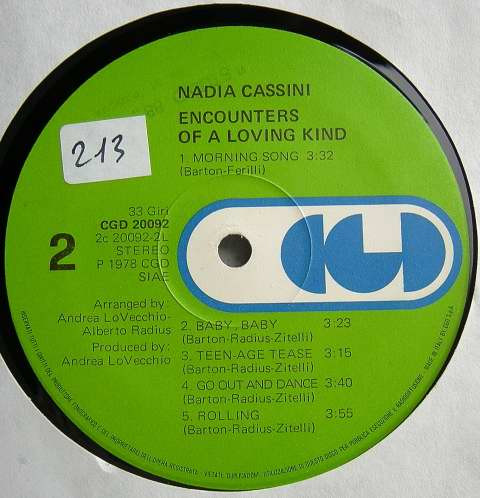 NADIA CASSINI
ENCOUNTERS
OF A LOVING KIND
1. MORNING SONG 3:32
(Barton-Ferilli)
213
33 Giri
CGD 20092
2c 20092-2L
STEREO
P 1978 CGD
SIAE
2
CGD
Arranged by:
Andrea LoVecchio-
Alberto Radius
Produced by:
Andrea LoVecchio
2. BABY, BABY 3:23
(Barton-Radius-Zitelli)
3. TEEN-AGE TEASE 3:15
(Barton-Radius-Zitelli)
4. GO OUT AND DANCE 3:40
(Barton-Radius-Zitelli)
5. ROLLING 3:55
(Barton-Radius-Zitelli)